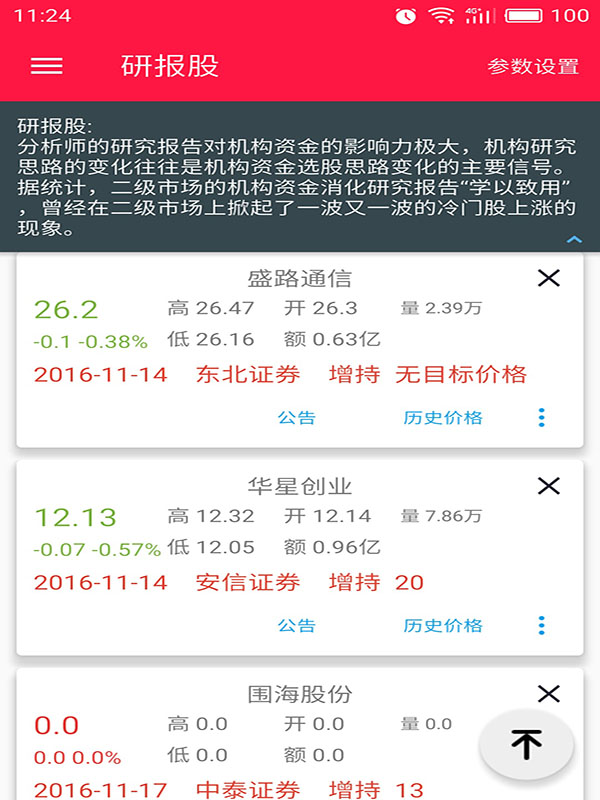 11:24 4G 100
研报股 参数设置
研报股:
分析师的研究报告对机构资金的影响力极大，机构研究
思路的变化往往是机构资金选股思路变化的主要信号。
据统计，二级市场的机构资金消化研究报告“学以致用”
，曾经在二级市场上掀起了一波又一波的冷门股上涨的
现象。
盛路通信
26.2 高 26.47 开 26.3 量 2.39万
-0.1 -0.38% 低 26.16 额 0.63亿
2016-11-14 东北证券 增持 无目标价格
公告 历史价格
华星创业
12.13 高 12.32 开 12.14 量 7.86万
-0.07 -0.57% 低 12.05 额 0.96亿
2016-11-14 安信证券 增持 20
公告 历史价格
围海股份
0.0 高 0.0 开 0.0 量 0.0
0.0 0.0% 低 0.0 额 0.0
2016-11-17 中泰证券 增持 13